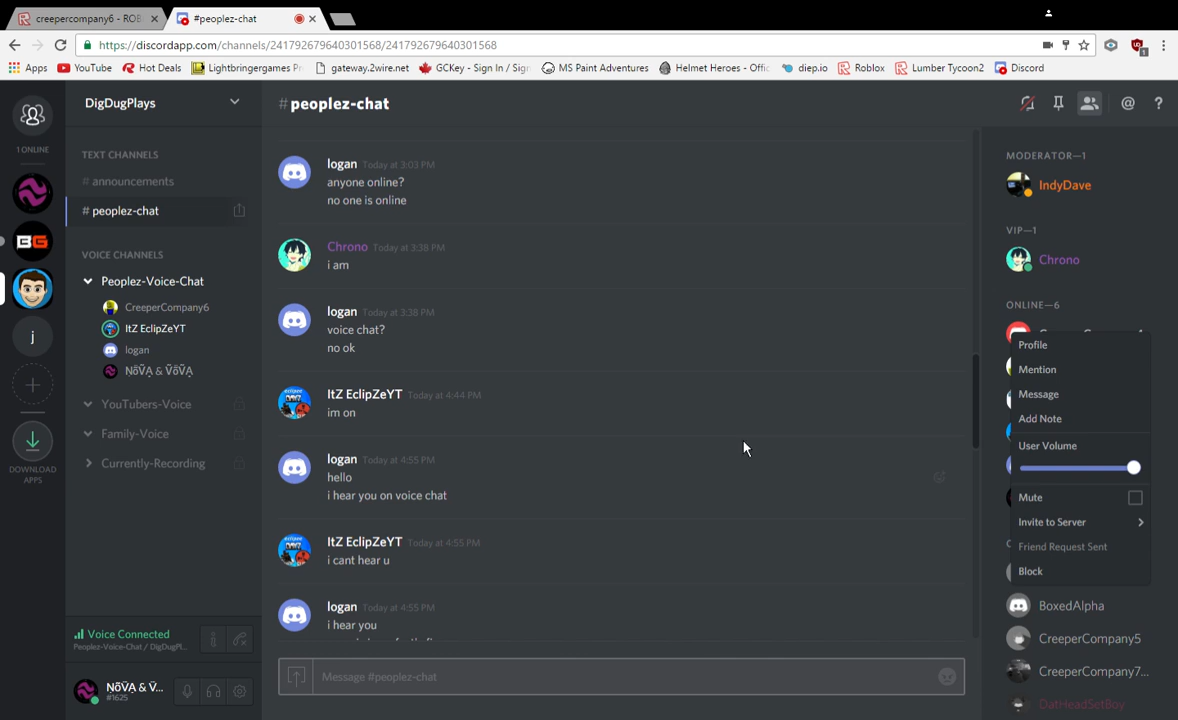 creepercompany6 - ROB
#peoplez-chat
https://discordapp.com/channels/241792679640301568/241792679640301568
Apps
YouTube
Hot Deals
Lightbringergames Pr
gateway.2wire.net
GCKey - Sign In / Sign
MS Paint Adventures
Helmet Heroes - Offic
diep.io
Roblox
Lumber Tycoon2
Discord
1 ONLINE
BG
j
DOWNLOAD
APPS
DigDugPlays
TEXT CHANNELS
# announcements
# peoplez-chat
VOICE CHANNELS
Peoplez-Voice-Chat
CreeperCompany6
ItZ EclipZeYT
logan
ÑõṼĄ & ṼõṼĄ
YouTubers-Voice
Family-Voice
Currently-Recording
Voice Connected
Peoplez-Voice-Chat / DigDugPl...
ÑõṼĄ & Ṽ...
#1625
#peoplez-chat
logan Today at 3:03 PM
anyone online?
no one is online
Chrono Today at 3:38 PM
i am
logan Today at 3:38 PM
voice chat?
no ok
ItZ EclipZeYT Today at 4:44 PM
im on
logan Today at 4:55 PM
hello
i hear you on voice chat
ItZ EclipZeYT Today at 4:55 PM
i cant hear u
logan Today at 4:55 PM
i hear you
Message #peoplez-chat
MODERATOR—1
IndyDave
VIP—1
Chrono
ONLINE—6
Profile
Mention
Message
Add Note
User Volume
Mute
Invite to Server
Friend Request Sent
Block
BoxedAlpha
CreeperCompany5
CreeperCompany7...
DatHeadSetBoy